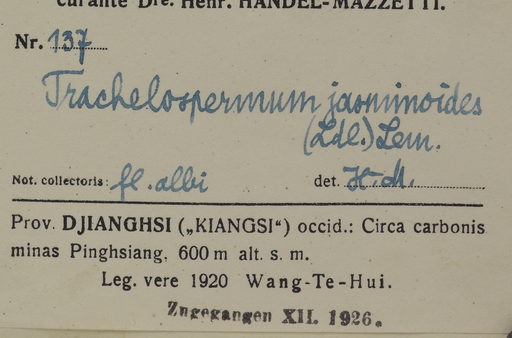 curante Dre. Henr. HANDEL-MAZZETTI.
Nr. 137
Trachelospermum jasminoides
(Ldl.) Lem.
Not. collectoris: fl. albi det. H-M.
Prov. DJIANGHSI („KIANGSI“) occid.: Circa carbonis
minas Pinghsiang, 600 m alt. s. m.
Leg. vere 1920 Wang-Te-Hui.
Zugegangen XII. 1926.